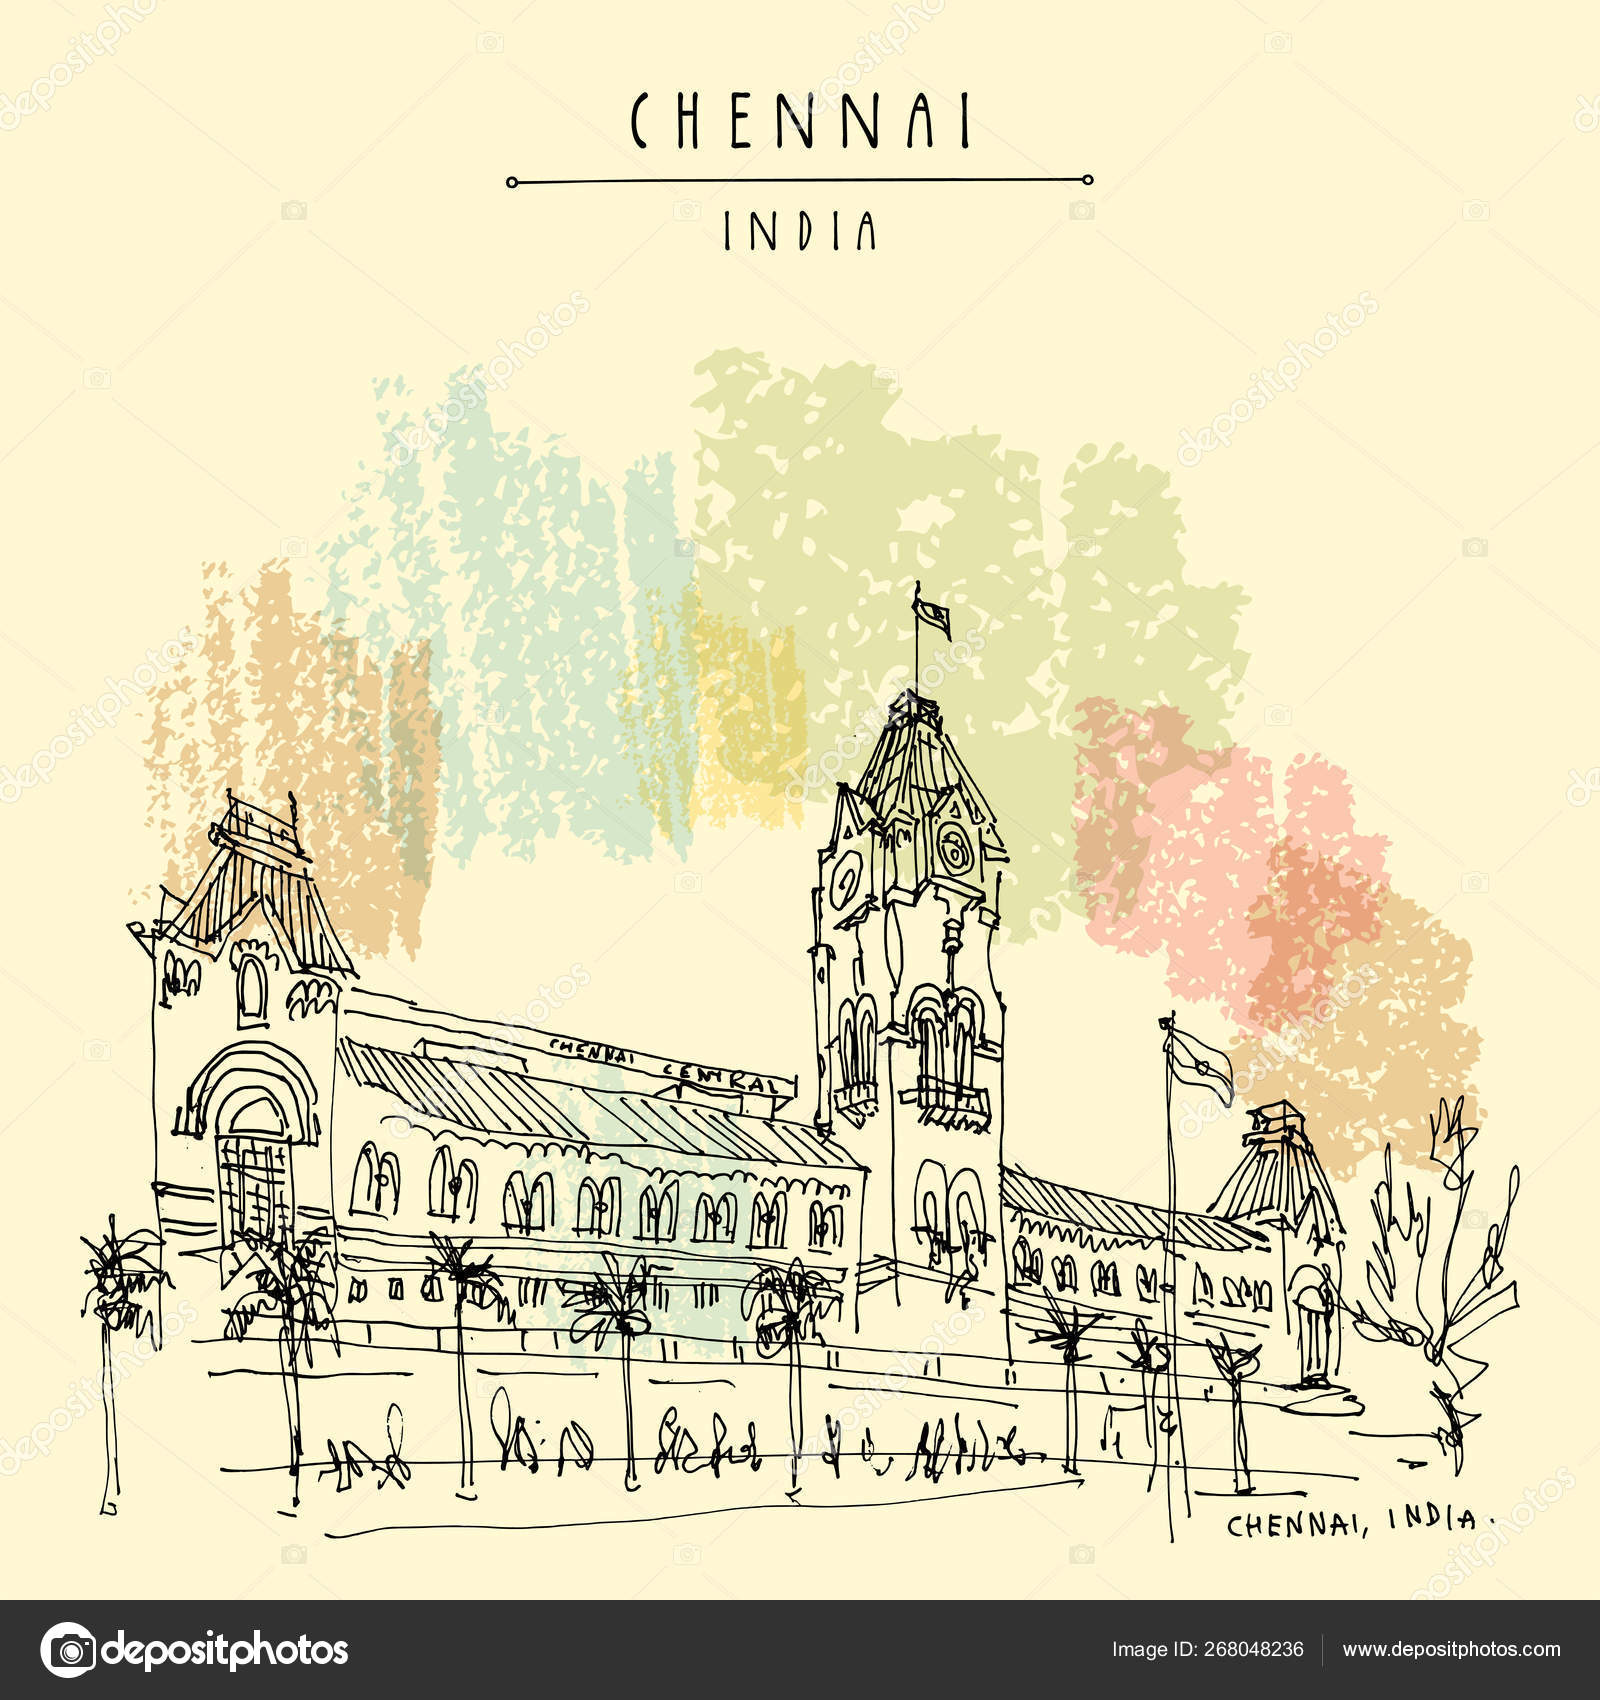 CHENNAI
INDIA
CHENNAI CENTRAL
CHENNAI, INDIA.
depositphotos
Image ID: 268048236
www.depositphotos.com